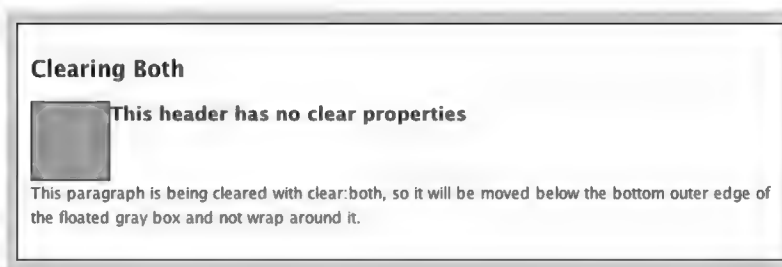 Clearing Both
This header has no clear properties
This paragraph is being cleared with clear:both, so it will be moved below the bottom outer edge of
the floated gray box and not wrap around it.